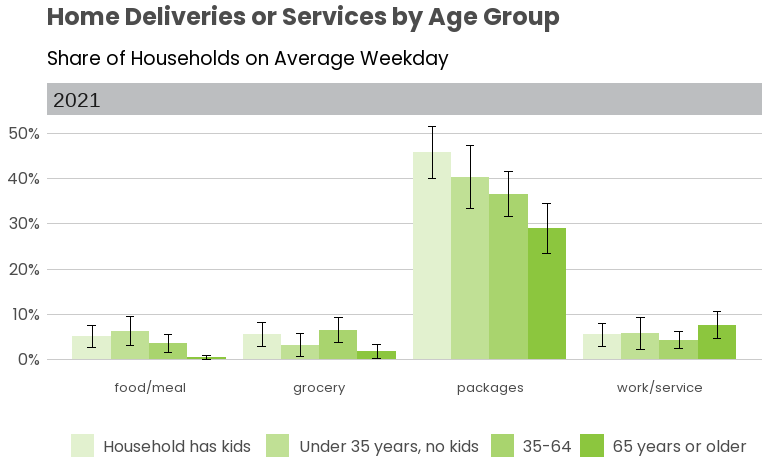 Home Deliveries or Services by Age Group
Share of Households on Average Weekday
2021
50%
40%
30%
20%
10%
0%
food/meal grocery packages work/service
Household has kids Under 35 years, no kids 35-64 65 years or older